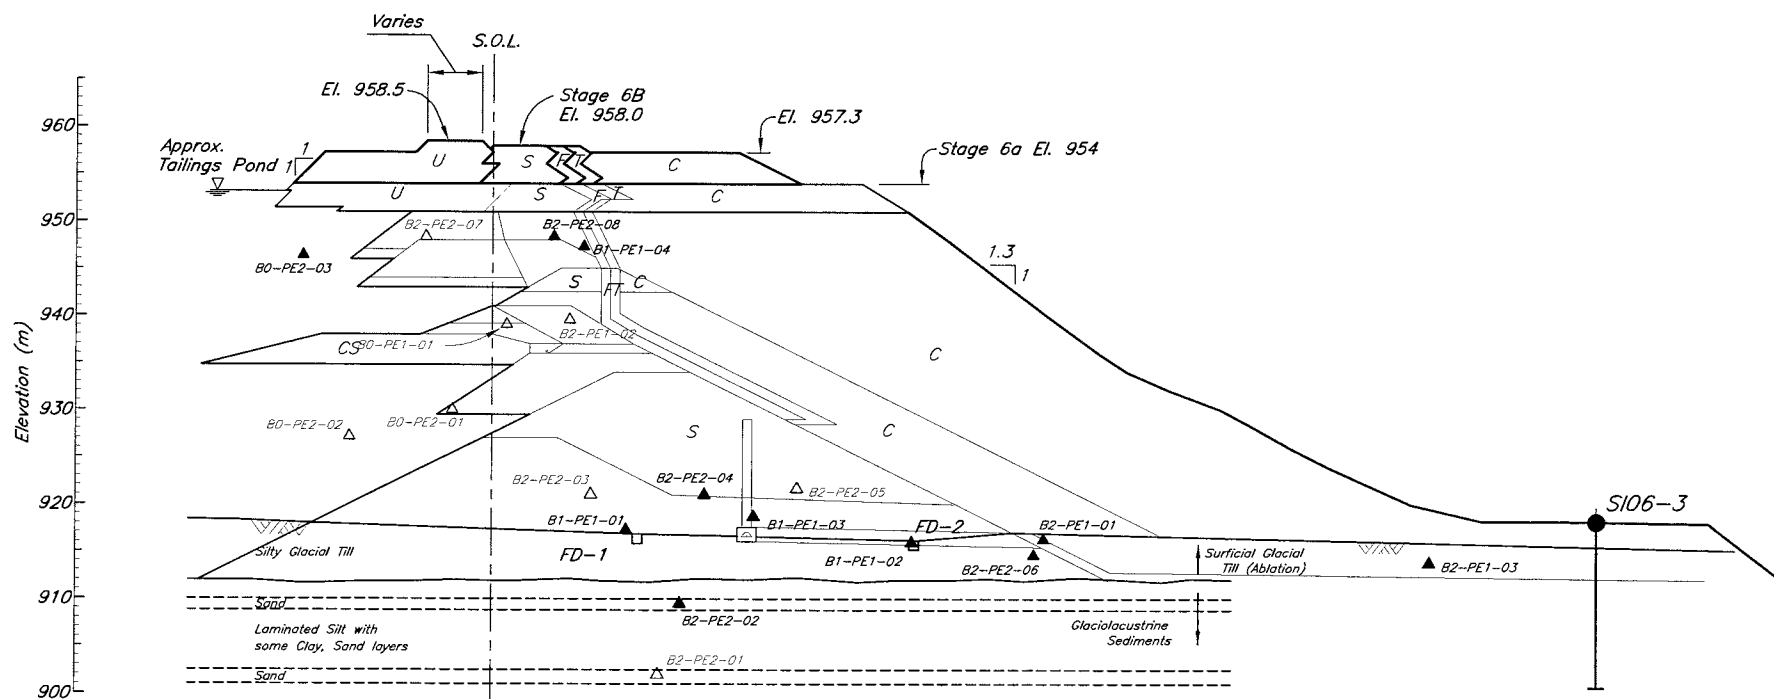 Varies
S.O.L.
El. 958.5
Stage 6B
El. 958.0
El. 957.3
960
Approx.
Tailings Pond
1
1
U
S
F
T
C
Stage 6a El. 954
U
S
F
T
C
950
B2-PE2-07
B2-PE2-08
B1-PE1-04
B0-PE2-03
1.3
1
S
FT
C
940
Elevation (m)
CS
B0-PE1-01
B2-PE1-02
C
930
B0-PE2-02
B0-PE2-01
S
C
B2-PE2-03
B2-PE2-04
B2-PE2-05
920
SI06-3
B1-PE1-01
B1-PE1-03
FD-2
B2-PE1-01
Silty Glacial Till
FD-1
B1-PE1-02
B2-PE2-06
Surficial Glacial
Till (Ablation)
B2-PE1-03
910
Sand
B2-PE2-02
Laminated Silt with
some Clay, Sand layers
Glaciolacustrine
Sediments
B2-PE2-01
Sand
900